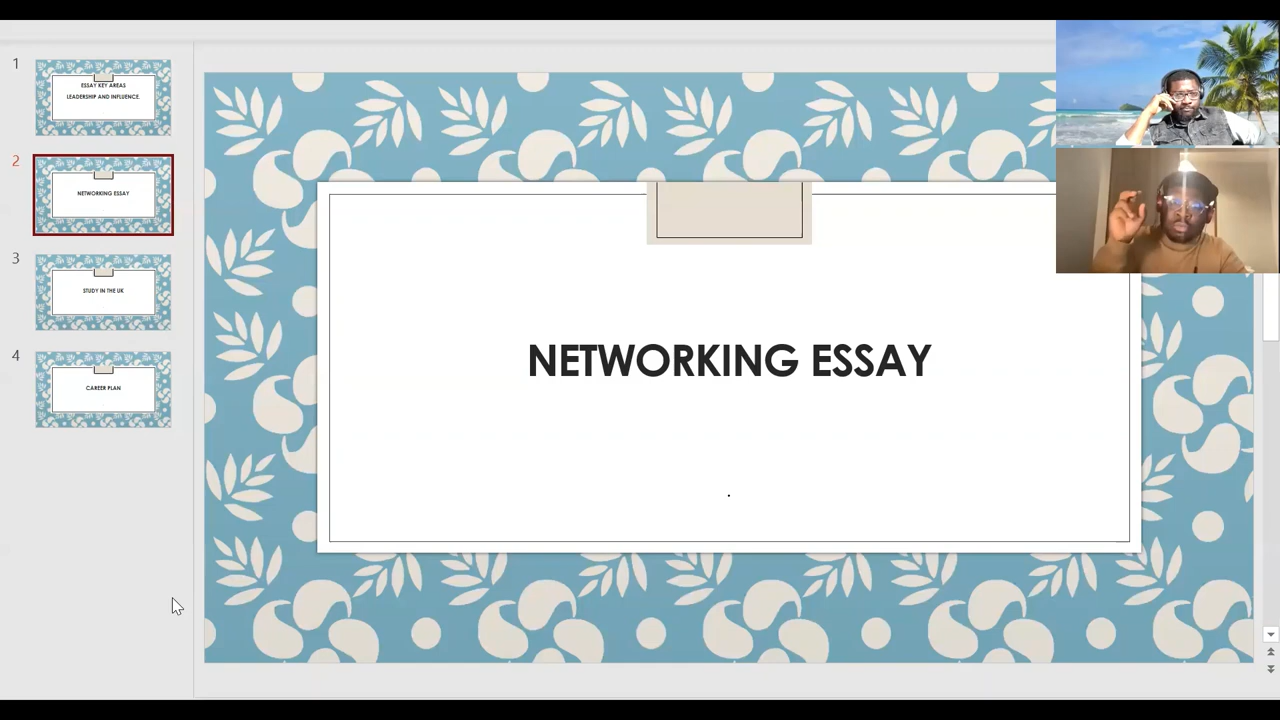 1
ESSAY KEY AREAS
LEADERSHIP AND INFLUENCE.
2
NETWORKING ESSAY
3
STUDY IN THE UK
4
CAREER PLAN
NETWORKING ESSAY
.